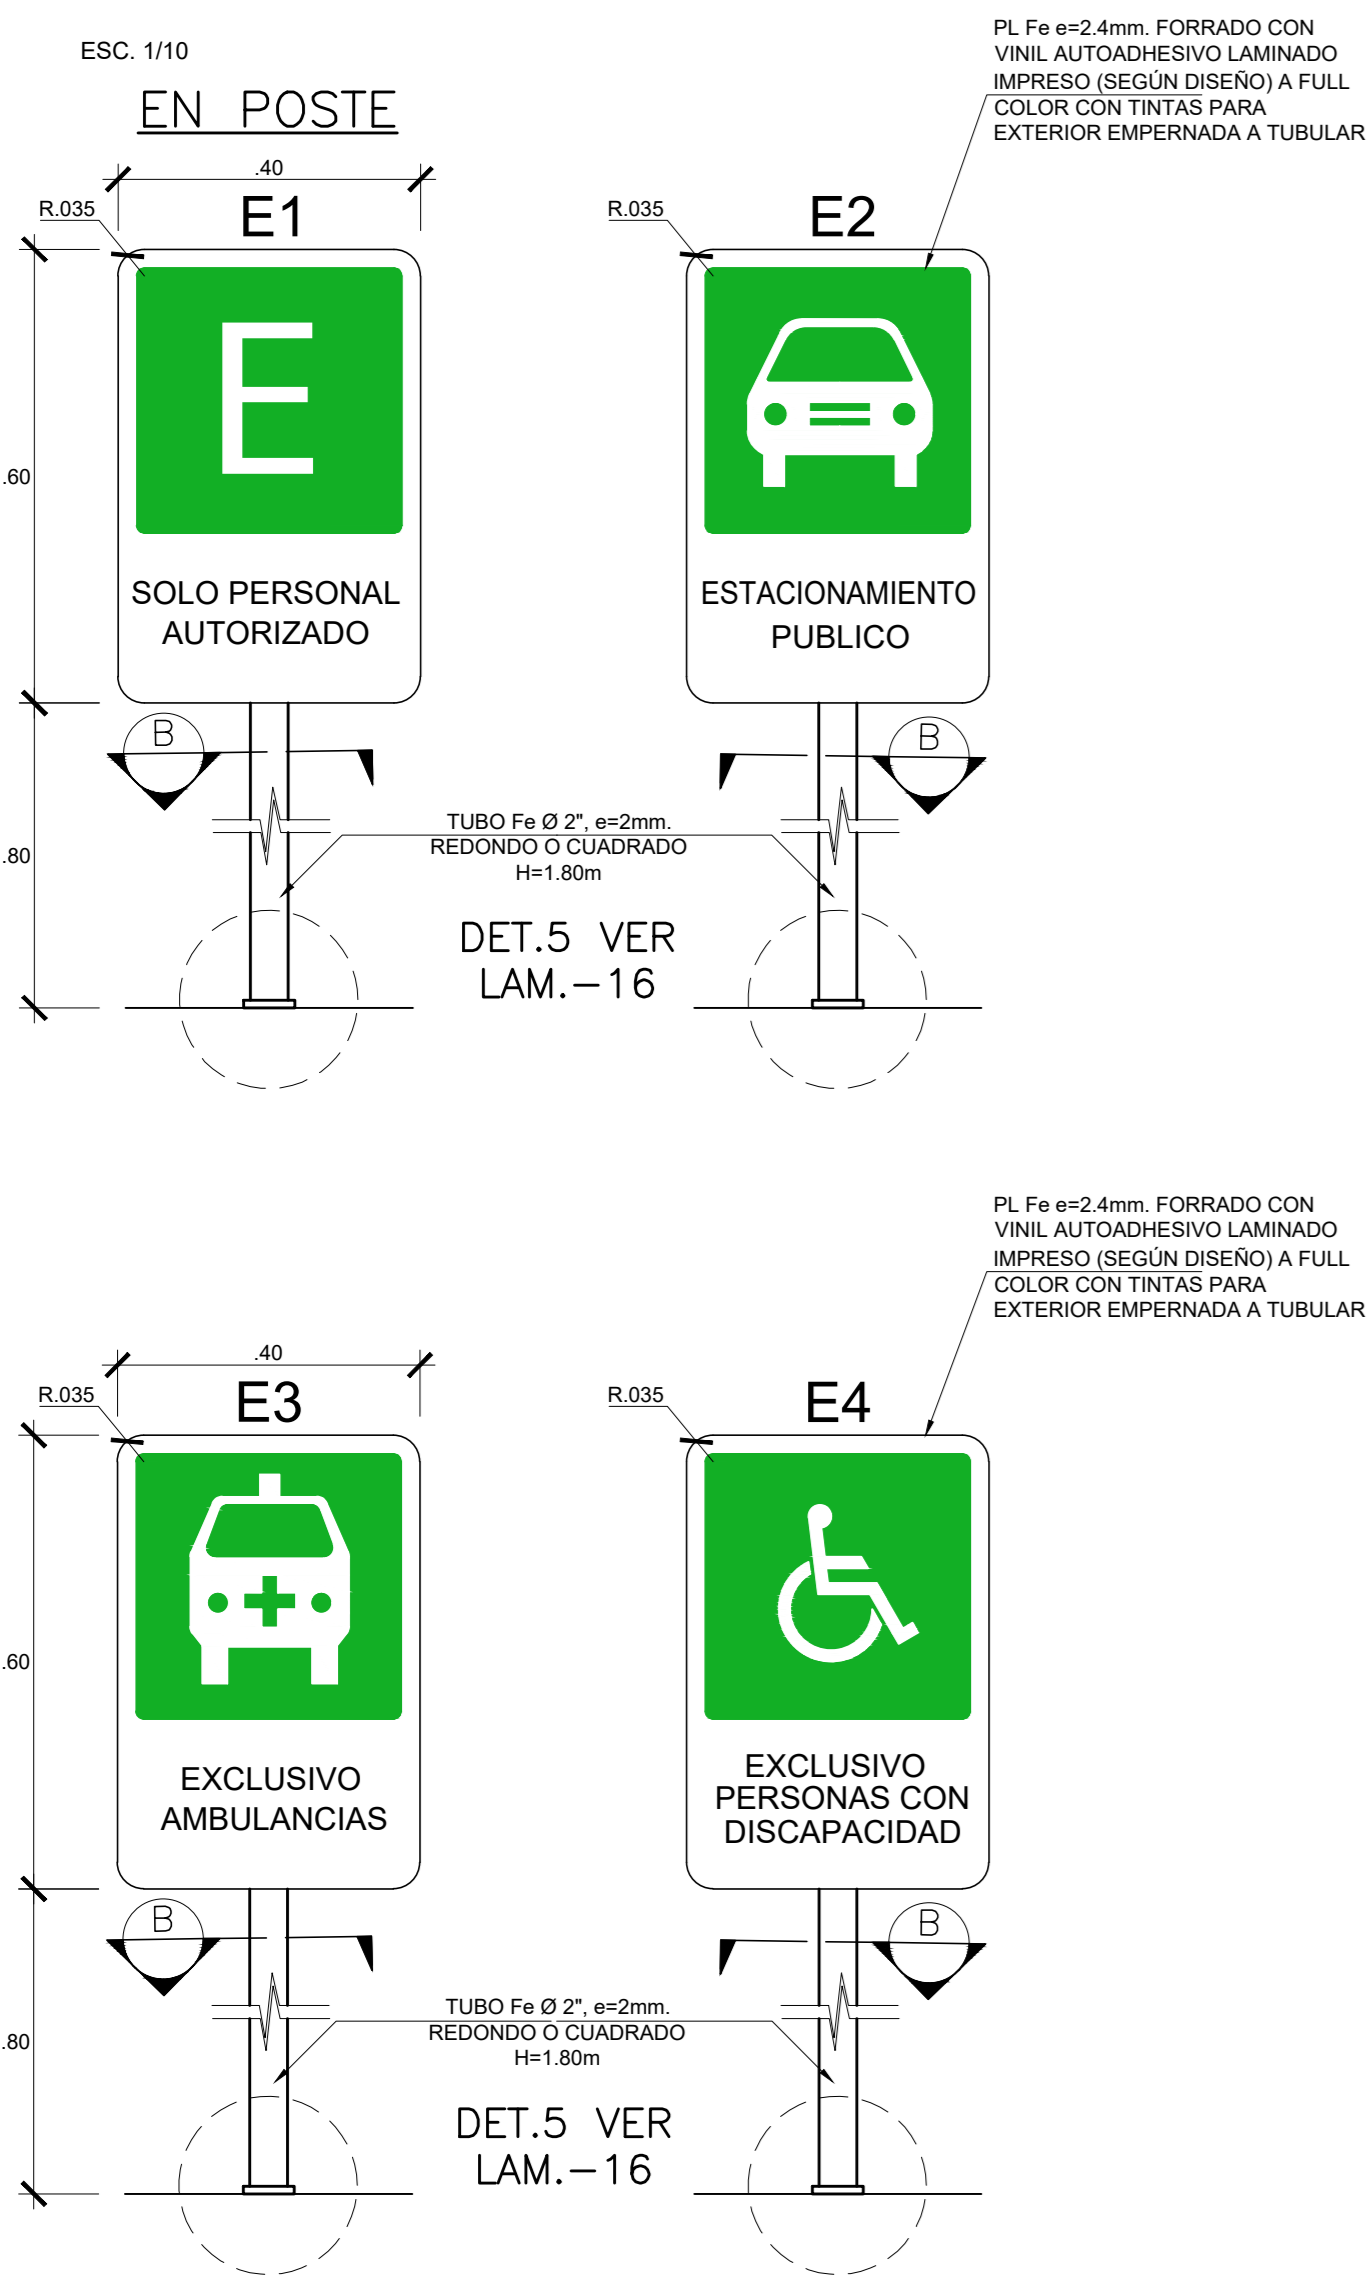 ESC. 1/10
EN POSTE
PL Fe e=2.4mm. FORRADO CON
VINIL AUTOADHESIVO LAMINADO
IMPRESO (SEGÚN DISEÑO) A FULL
COLOR CON TINTAS PARA
EXTERIOR EMPERNADA A TUBULAR
.40
R.035
E1
R.035
E2
E
.60
SOLO PERSONAL
AUTORIZADO
ESTACIONAMIENTO
PUBLICO
B
B
TUBO Fe Ø 2", e=2mm.
REDONDO O CUADRADO
H=1.80m
.80
DET.5 VER
LAM.-16
PL Fe e=2.4mm. FORRADO CON
VINIL AUTOADHESIVO LAMINADO
IMPRESO (SEGÚN DISEÑO) A FULL
COLOR CON TINTAS PARA
EXTERIOR EMPERNADA A TUBULAR
.40
R.035
E3
R.035
E4
.60
EXCLUSIVO
AMBULANCIAS
EXCLUSIVO
PERSONAS CON
DISCAPACIDAD
B
B
TUBO Fe Ø 2", e=2mm.
REDONDO O CUADRADO
H=1.80m
.80
DET.5 VER
LAM.-16